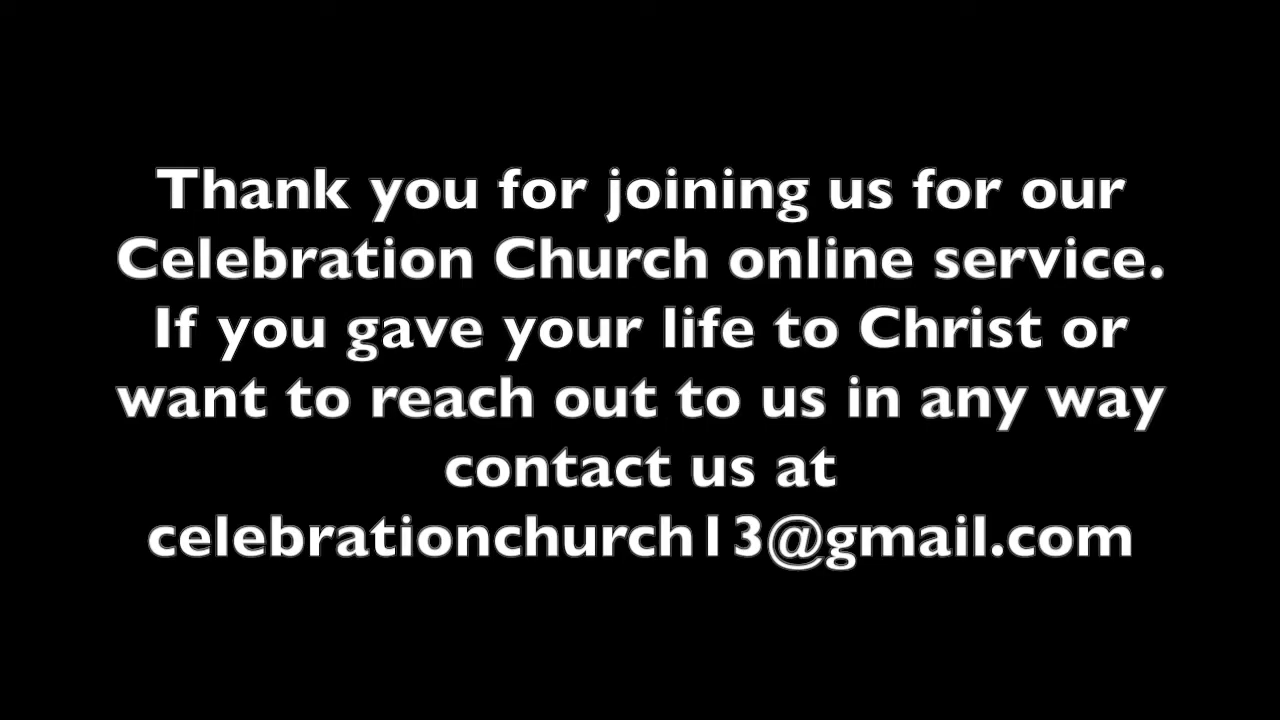 Thank you for joining us for our
Celebration Church online service.
If you gave your life to Christ or
want to reach out to us in any way
contact us at
celebrationchurch13@gmail.com